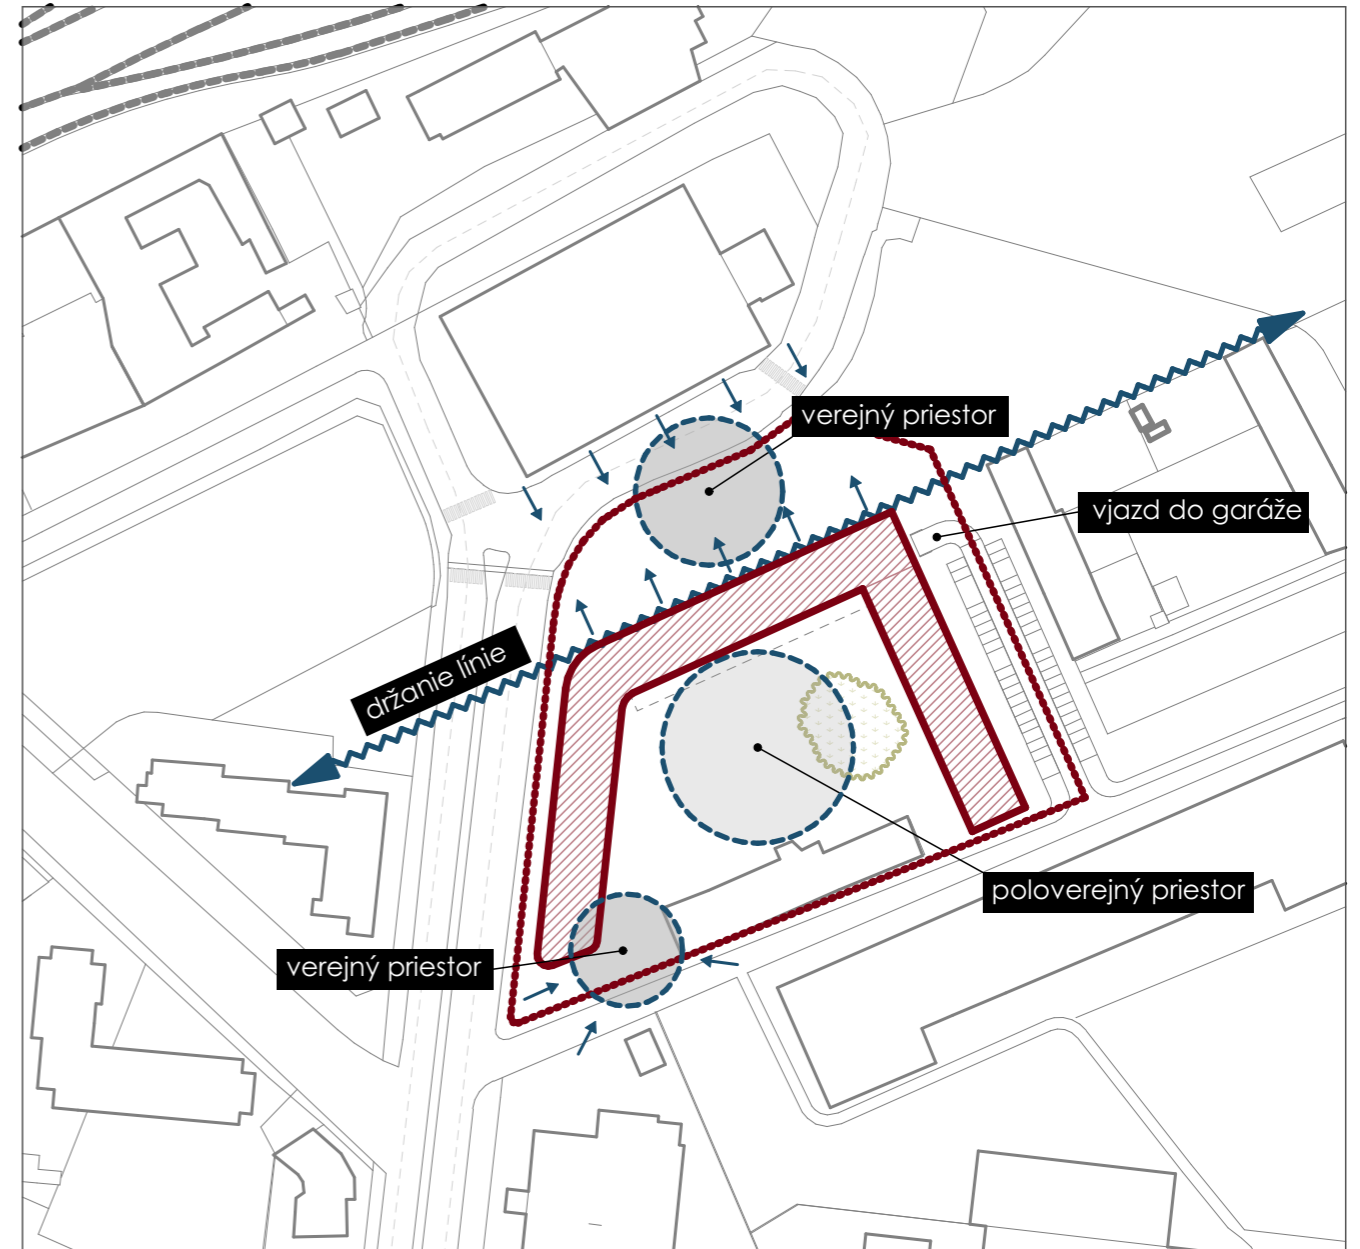 verejný priestor
vjazd do garáže
držanie línie
poloverejný priestor
verejný priestor